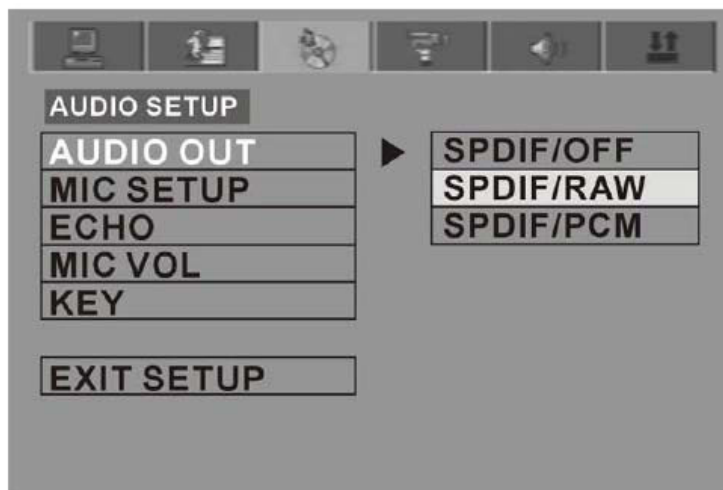 AUDIO SETUP
AUDIO OUT
MIC SETUP
ECHO
MIC VOL
KEY
EXIT SETUP
SPDIF/OFF
SPDIF/RAW
SPDIF/PCM